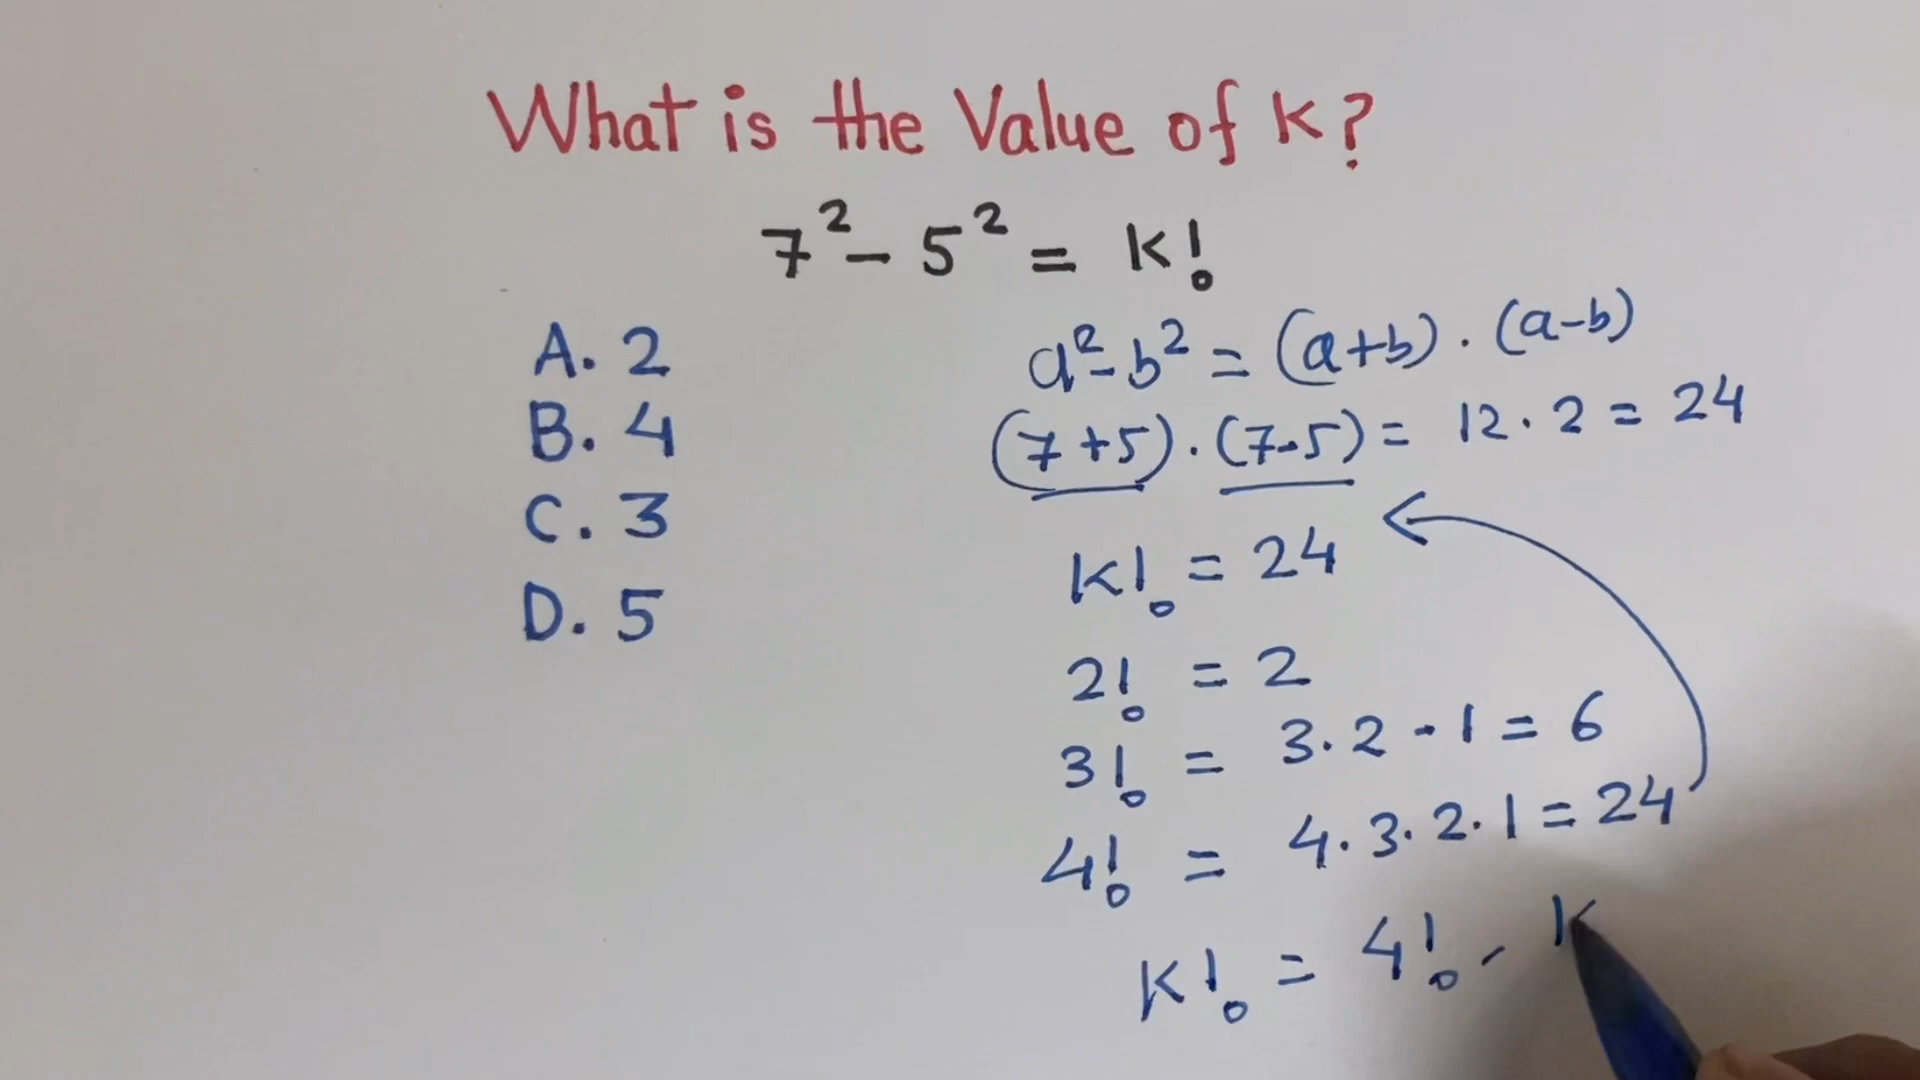 What is the Value of K?
7² - 5² = K!
A. 2
B. 4
C. 3
D. 5
a² - b² = (a+b) · (a-b)
(7+5) · (7-5) = 12 · 2 = 24
K! = 24
2! = 2
3! = 3 · 2 · 1 = 6
4! = 4 · 3 · 2 · 1 = 24
K! = 4! , K